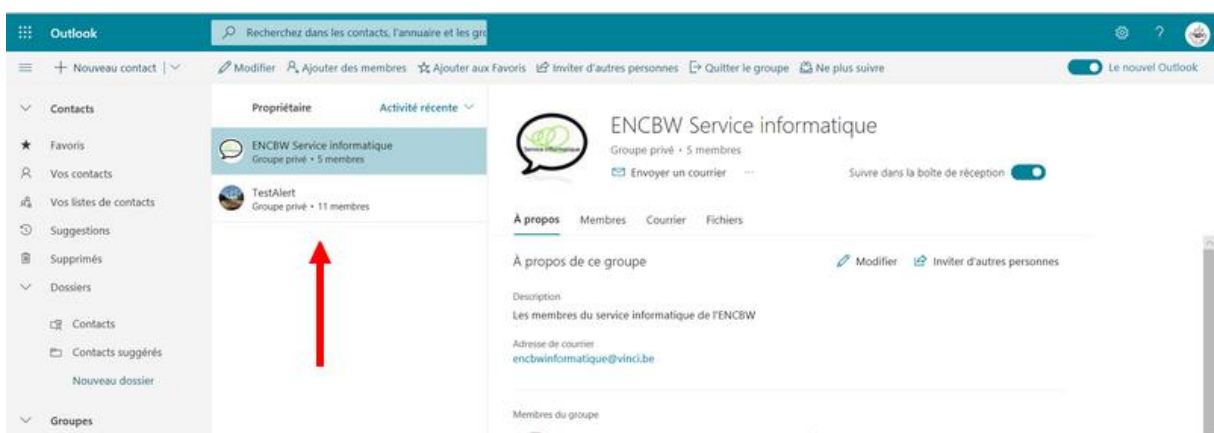 Outlook
Recherchez dans les contacts, l'annuaire et les gro
?
Nouveau contact
Modifier Ajouter des membres Ajouter aux Favoris Inviter d'autres personnes Quitter le groupe Ne plus suivre
Le nouvel Outlook
Contacts
Favoris
Vos contacts
Vos listes de contacts
Suggestions
Supprimés
Dossiers
Contacts
Contacts suggérés
Nouveau dossier
Groupes
Propriétaire Activité récente
ENCBW Service informatique
Groupe privé • 5 membres
TestAlert
Groupe privé • 11 membres
Service informatique
ENCBW Service informatique
Groupe privé • 5 membres
Envoyer un courrier ... Suivre dans la boîte de réception
À propos Membres Courrier Fichiers
À propos de ce groupe Modifier Inviter d'autres personnes
Description
Les membres du service informatique de l'ENCBW
Adresse de courrier
encbwinformatique@vinci.be
Membres du groupe